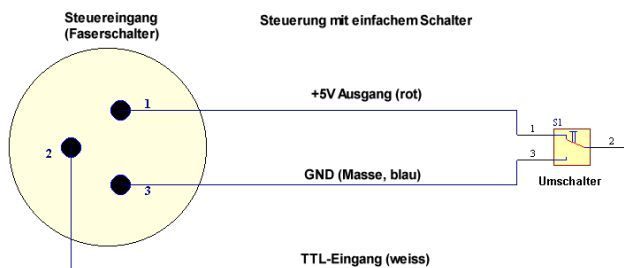 Steuereingang
(Faserschalter)
Steuerung mit einfachem Schalter
+5V Ausgang (rot)
1
2
3
S1
1
2
3
GND (Masse, blau)
Umschalter
TTL-Eingang (weiss)